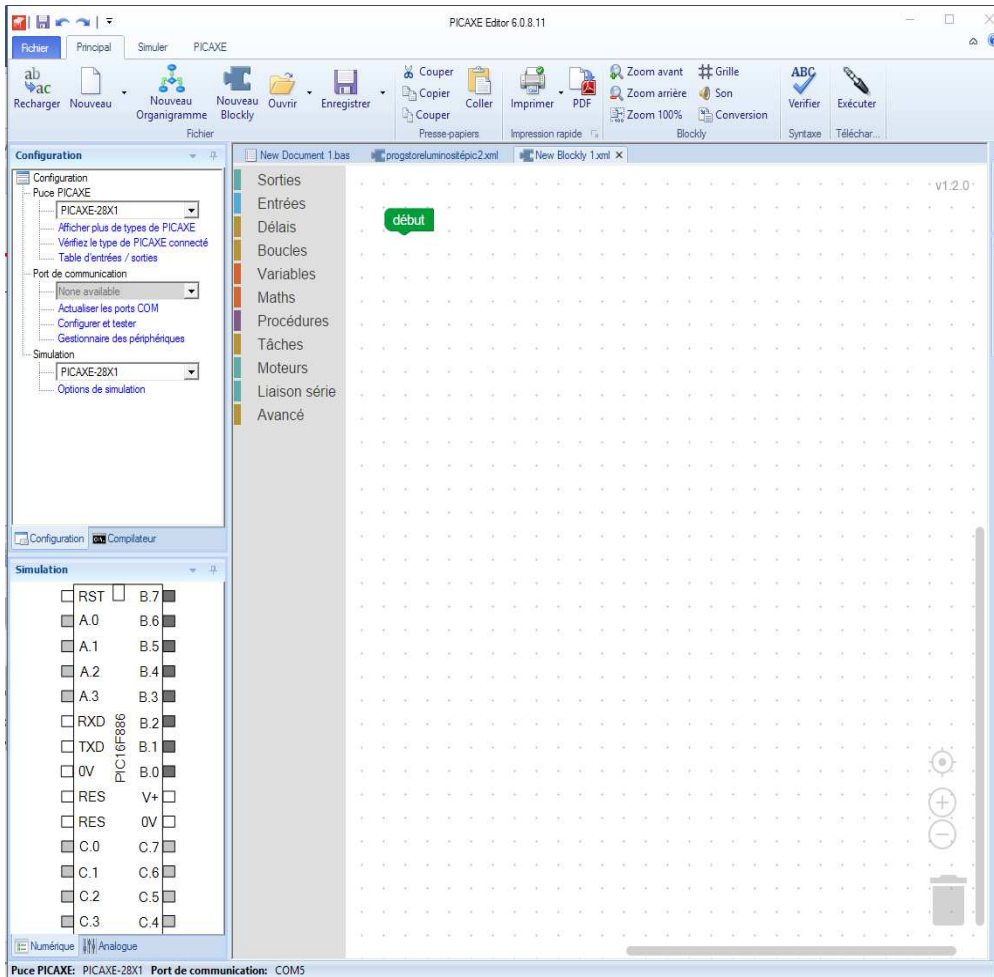 PICAXE Editor 6.0.8.11
Fichier Principal Simuler PICAXE
ab
ac
Recharger
Nouveau
Nouveau
Organigramme
Nouveau
Blockly
Ouvrir
Enregistrer
Fichier
Couper
Copier
Couper
Coller
Presse-papiers
Imprimer
PDF
Impression rapide
Zoom avant
Zoom arrière
Zoom 100%
Grille
Son
Conversion
Blockly
ABC
Verifier
Syntaxe
Exécuter
Téléchar...
Configuration
Configuration
Puce PICAXE
PICAXE-28X1
Afficher plus de types de PICAXE
Vérifiez le type de PICAXE connecté
Table d'entrées / sorties
Port de communication
None available
Actualiser les ports COM
Configurer et tester
Gestionnaire des périphériques
Simulation
PICAXE-28X1
Options de simulation
Configuration Compilateur
New Document 1.bas progstoreluminositépic2.xml New Blockly 1.xml
Sorties
Entrées
Délais
Boucles
Variables
Maths
Procédures
Tâches
Moteurs
Liaison série
Avancé
début
v1.2.0
Simulation
RST B.7
A.0 B.6
A.1 B.5
A.2 B.4
A.3 B.3
RXD B.2
TXD B.1
0V B.0
RES V+
RES 0V
C.0 C.7
C.1 C.6
C.2 C.5
C.3 C.4
PIC16F886
Numérique Analogue
Puce PICAXE: PICAXE-28X1 Port de communication: COM5